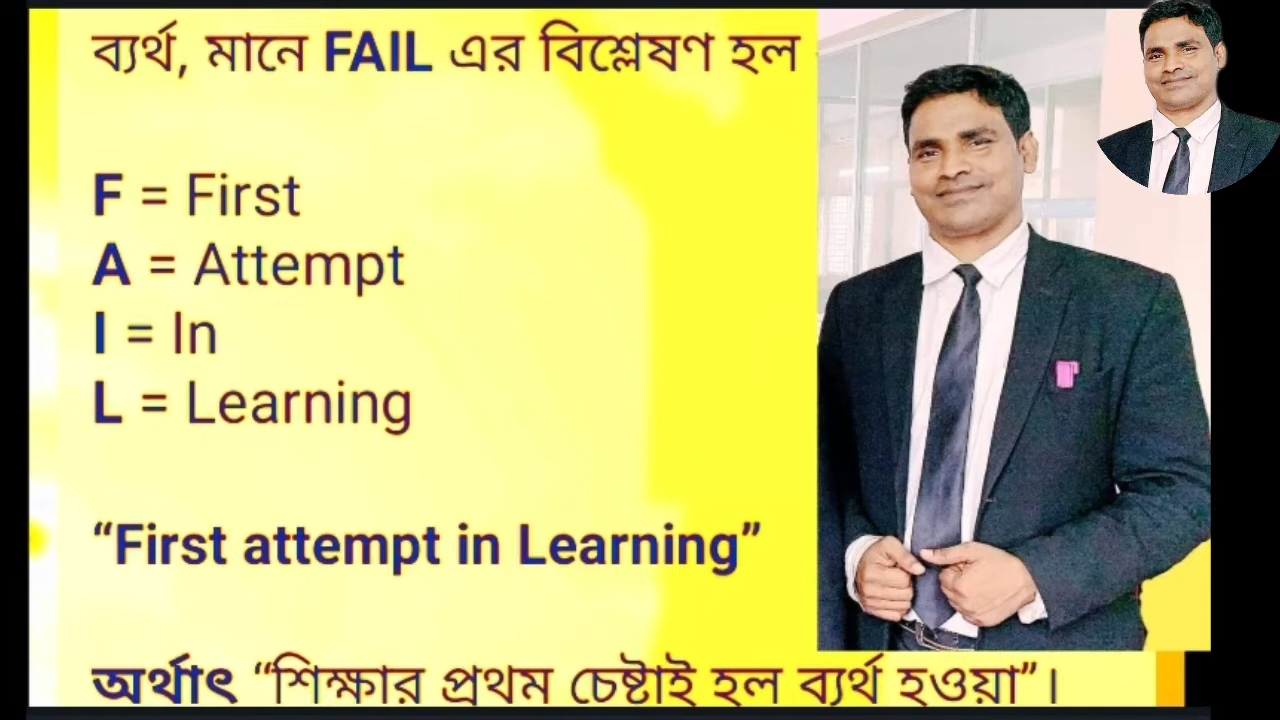 ব্যর্থ, মানে FAIL এর বিশ্লেষণ হল
F = First
A = Attempt
I = In
L = Learning
“First attempt in Learning”
অর্থাৎ “শিক্ষার প্রথম চেষ্টাই হল ব্যর্থ হওয়া”।